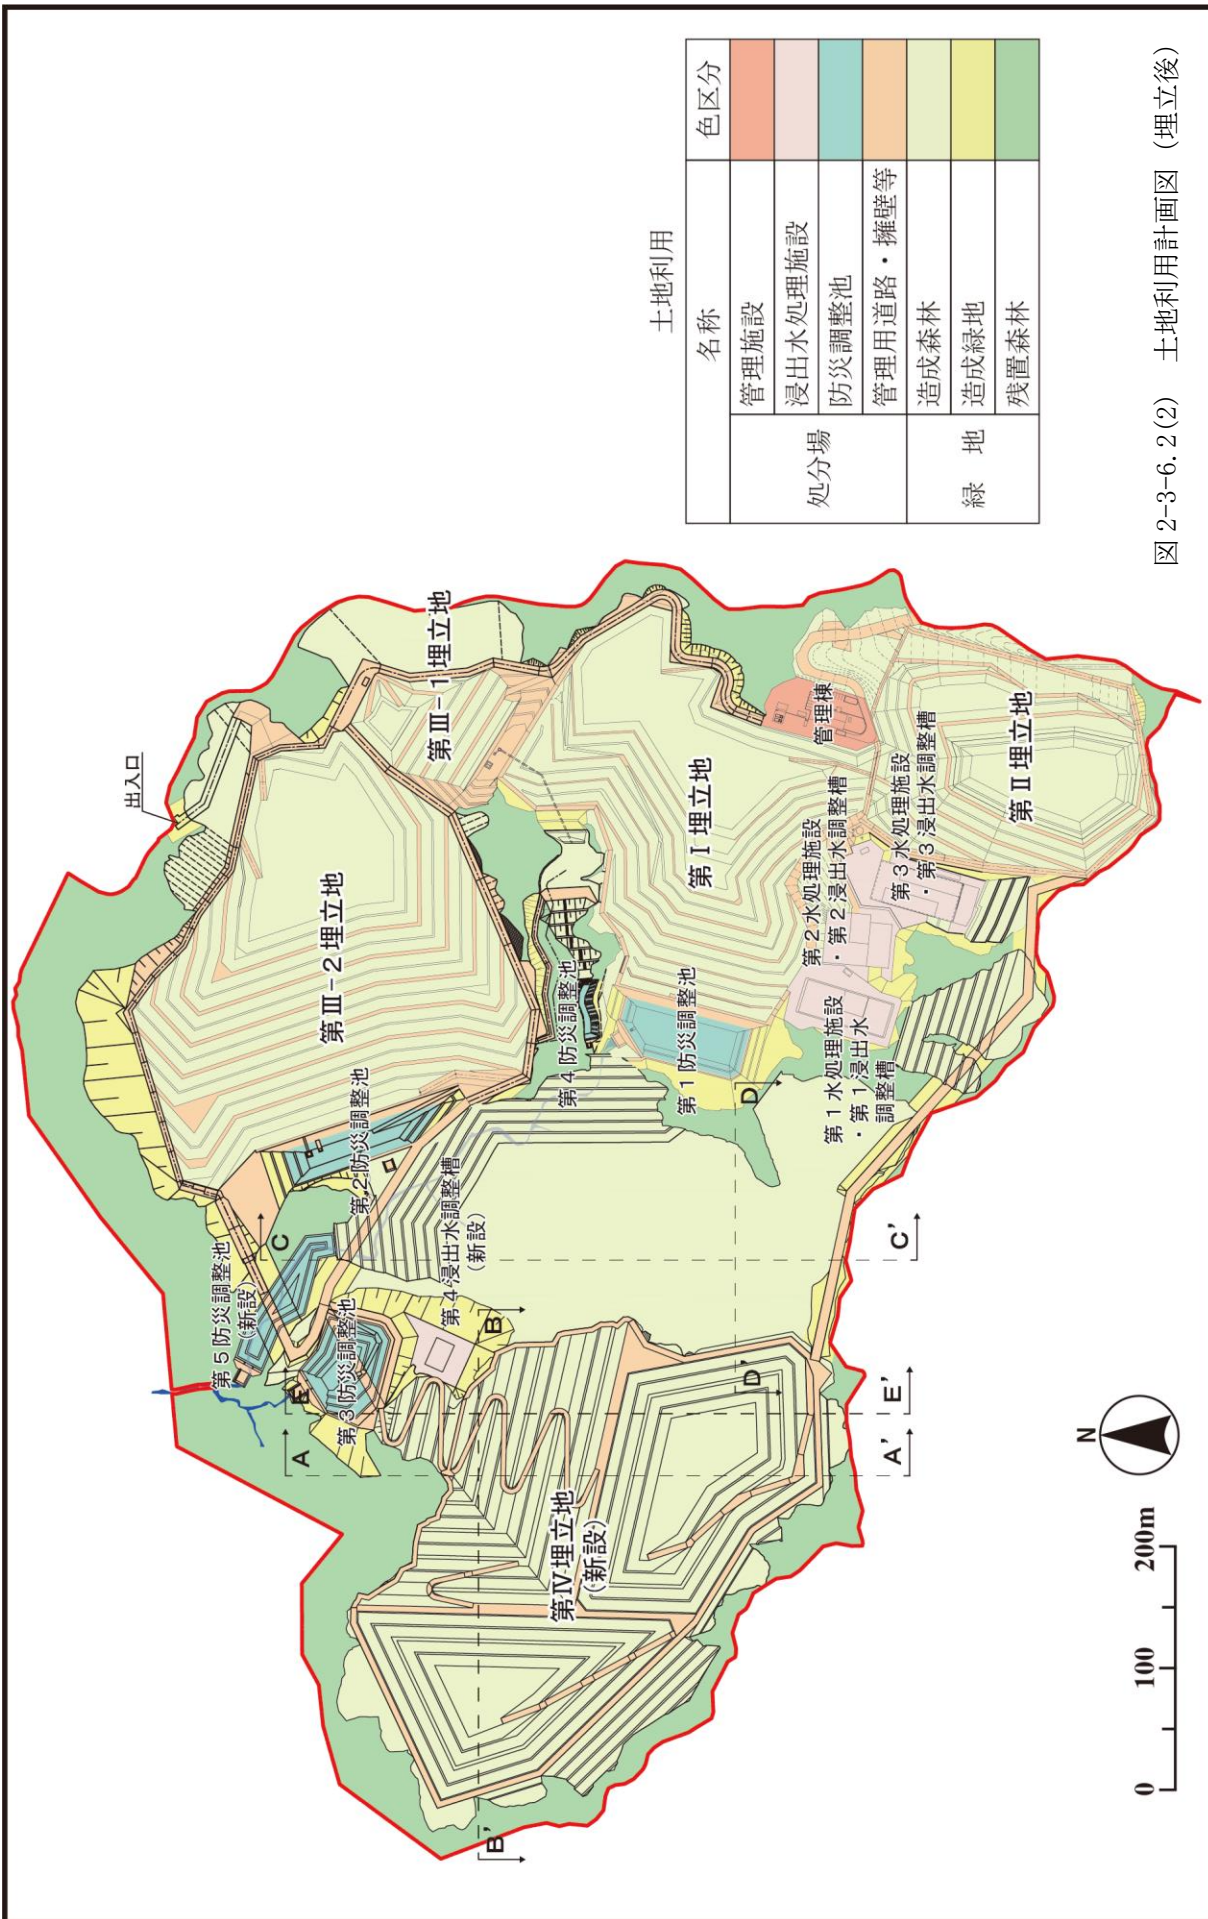 土地利用
名称
色区分
処分場
管理施設
浸出水処理施設
防災調整池
管理用道路・擁壁等
緑 地
造成森林
造成緑地
残置森林
出入口
第Ⅲ-1埋立地
第Ⅲ-2埋立地
第Ⅰ埋立地
管理棟
第Ⅱ埋立地
第2防災調整池
第4防災調整池
第1防災調整池
第2水処理施設
・第2浸出水調整槽
第3水処理施設
・第3浸出水調整槽
第1水処理施設
・第1浸出水
調整槽
第5防災調整池
(新設)
第3防災調整池
第4浸出水調整槽
(新設)
第Ⅳ埋立地
(新設)
A
A'
B
B'
C
C'
D
D'
E
E'
N
0
100
200m
図 2-3-6.2(2) 土地利用計画図 (埋立後)